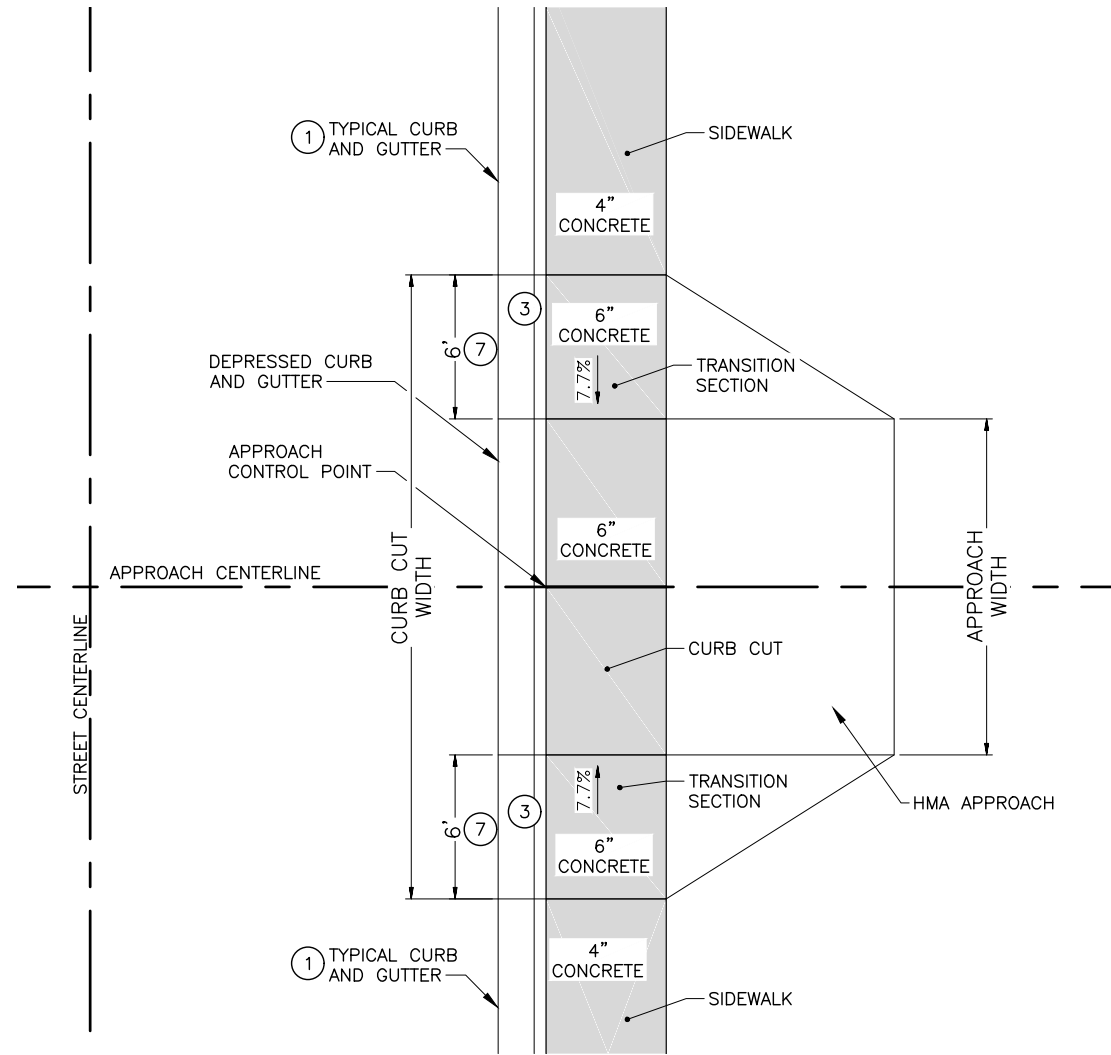 1 TYPICAL CURB
AND GUTTER
SIDEWALK
4”
CONCRETE
3
6”
CONCRETE
6'
7
7.7%
TRANSITION
SECTION
DEPRESSED CURB
AND GUTTER
APPROACH
CONTROL POINT
6”
CONCRETE
APPROACH CENTERLINE
CURB CUT
WIDTH
APPROACH
WIDTH
STREET CENTERLINE
CURB CUT
7.7%
TRANSITION
SECTION
HMA APPROACH
3
6'
7
6”
CONCRETE
4”
CONCRETE
1 TYPICAL CURB
AND GUTTER
SIDEWALK